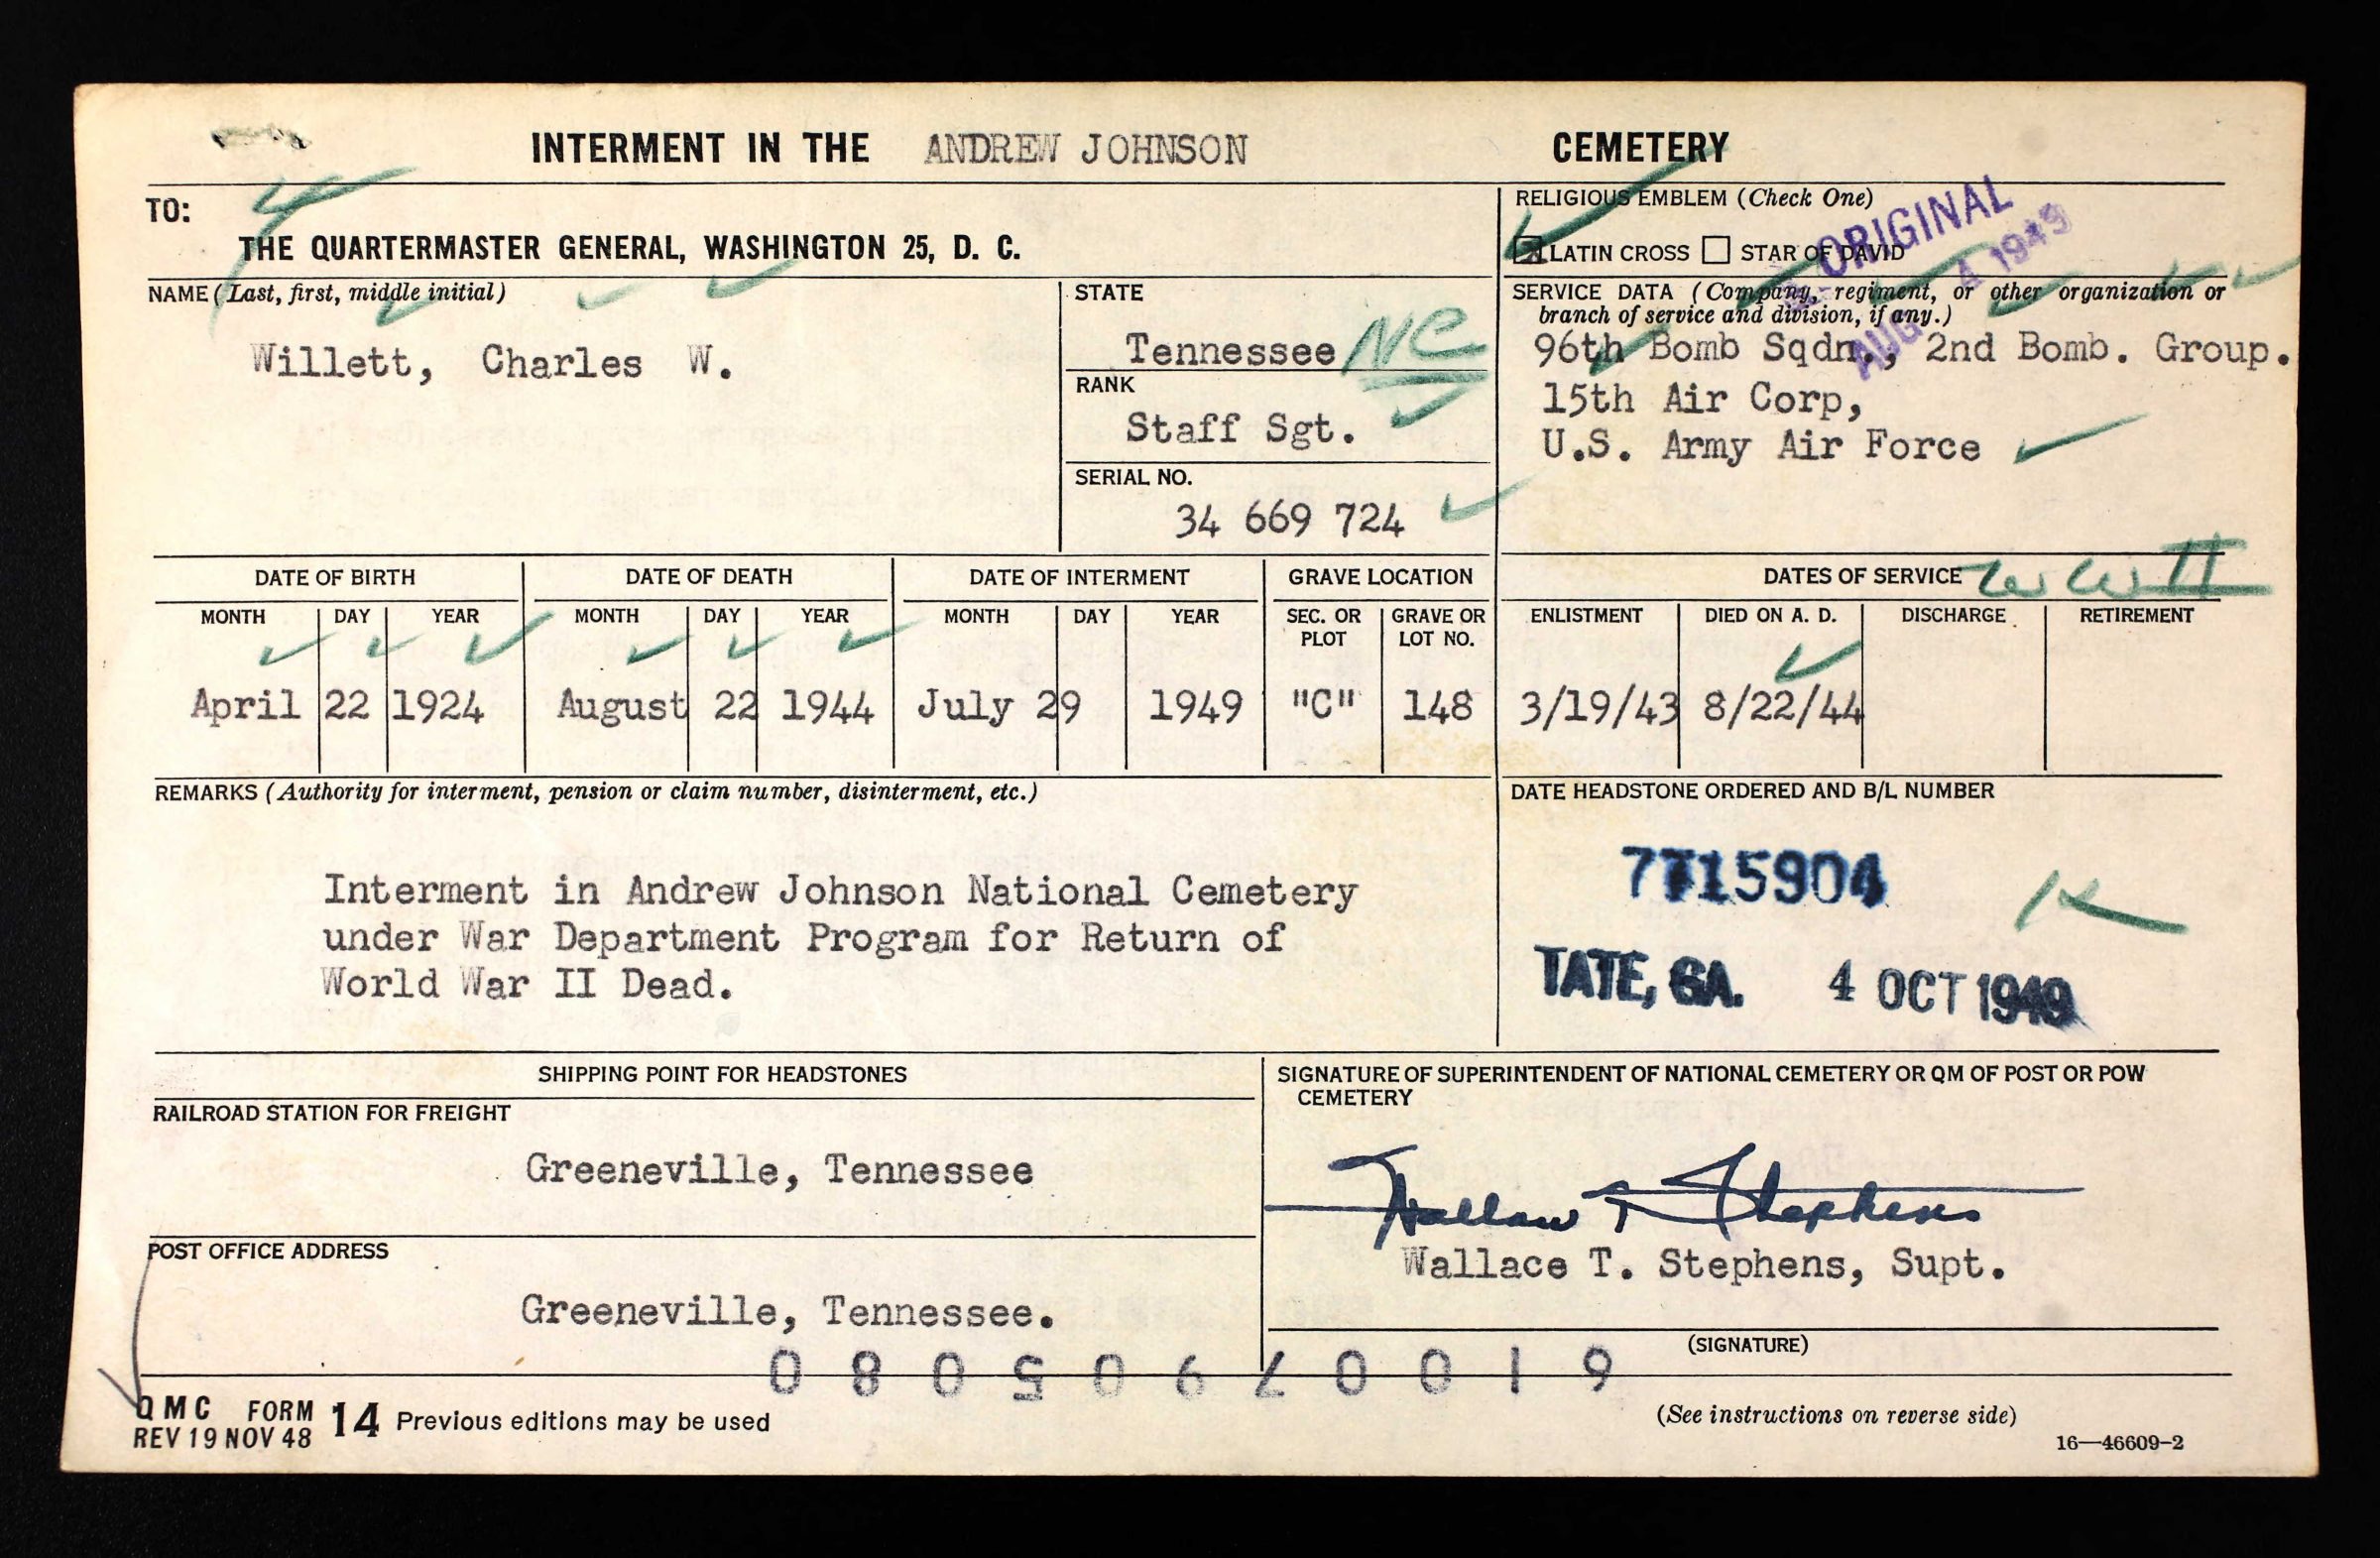 INTERMENT IN THE ANDREW JOHNSON CEMETERY
TO:
THE QUARTERMASTER GENERAL, WASHINGTON 25, D. C.
RELIGIOUS EMBLEM (Check One)
LATIN CROSS STAR OF DAVID
ORIGINAL
AUG 4 1949
NAME (Last, first, middle initial)
Willett, Charles W.
STATE
Tennessee NC
RANK
Staff Sgt.
SERIAL NO.
34 669 724
SERVICE DATA (Company, regiment, or other organization or
branch of service and division, if any.)
96th Bomb Sqdn., 2nd Bomb. Group.
15th Air Corp,
U.S. Army Air Force
DATE OF BIRTH DATE OF DEATH DATE OF INTERMENT GRAVE LOCATION DATES OF SERVICE WWII
MONTH DAY YEAR MONTH DAY YEAR MONTH DAY YEAR SEC. OR PLOT GRAVE OR LOT NO. ENLISTMENT DIED ON A. D. DISCHARGE RETIREMENT
April 22 1924 August 22 1944 July 29 1949 "C" 148 3/19/43 8/22/44
REMARKS (Authority for interment, pension or claim number, disinterment, etc.)
Interment in Andrew Johnson National Cemetery
under War Department Program for Return of
World War II Dead.
DATE HEADSTONE ORDERED AND B/L NUMBER
7715904
TATE, GA. 4 OCT 1949
SHIPPING POINT FOR HEADSTONES
RAILROAD STATION FOR FREIGHT
Greeneville, Tennessee
POST OFFICE ADDRESS
Greeneville, Tennessee.
SIGNATURE OF SUPERINTENDENT OF NATIONAL CEMETERY OR QM OF POST OR POW
CEMETERY
Wallace T. Stephens
Wallace T. Stephens, Supt.
(SIGNATURE)
61007905080
QMC FORM 14 Previous editions may be used
REV 19 NOV 48
(See instructions on reverse side)
16—46609-2